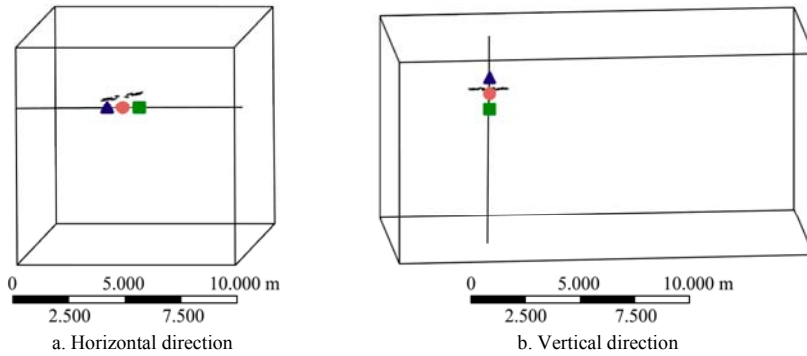 0 5.000 10.000 m
2.500 7.500
a. Horizontal direction
0 5.000 10.000 m
2.500 7.500
b. Vertical direction